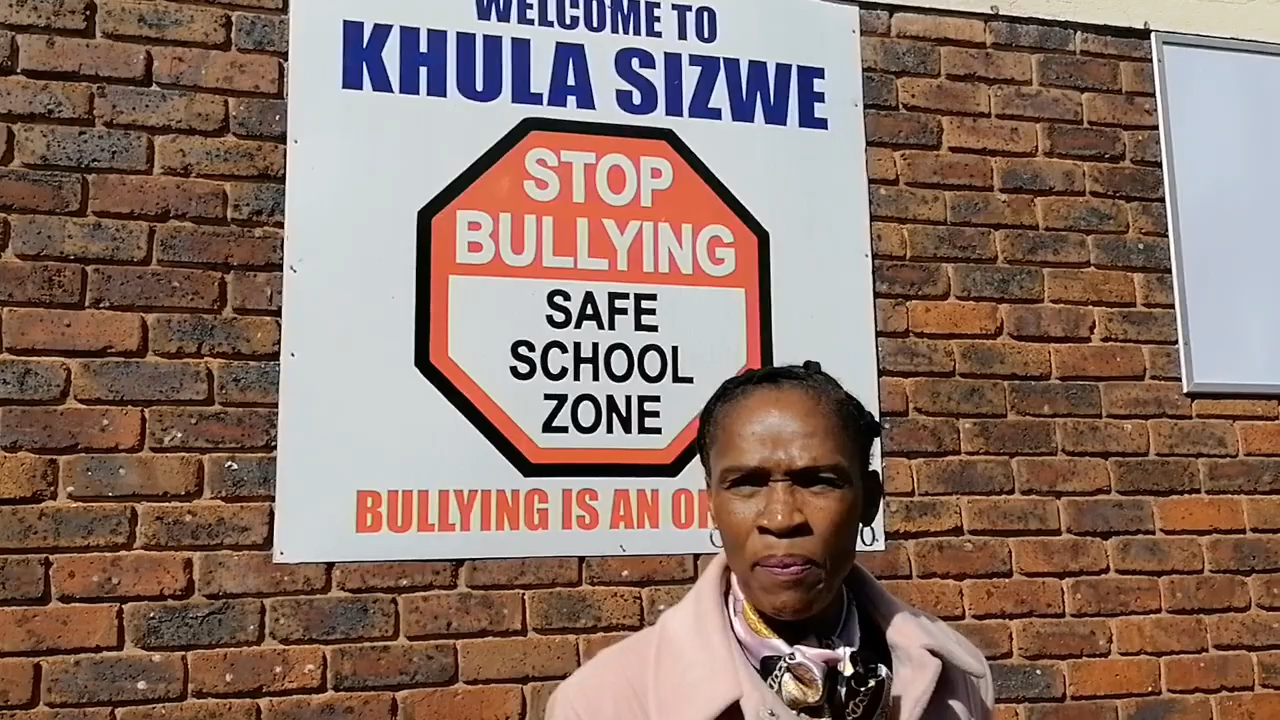 WELCOME TO
KHULA SIZWE
STOP
BULLYING
SAFE
SCHOOL
ZONE
BULLYING IS AN